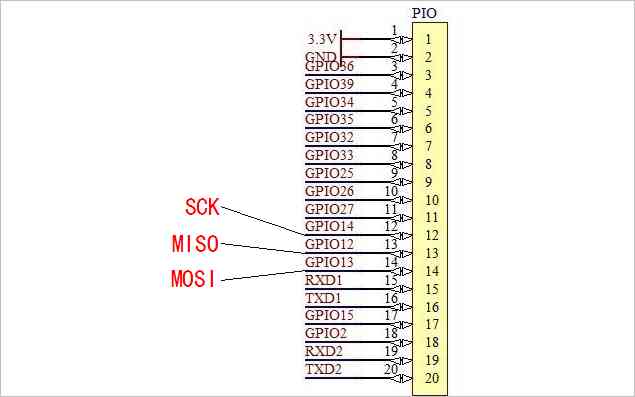 PIO
3.3V 1 1
GND 2 2
GPIO36 3 3
GPIO39 4 4
GPIO34 5 5
GPIO35 6 6
GPIO32 7 7
GPIO33 8 8
GPIO25 9 9
GPIO26 10 10
GPIO27 11 11
SCK GPIO14 12 12
MISO GPIO12 13 13
MOSI GPIO13 14 14
RXD1 15 15
TXD1 16 16
GPIO15 17 17
GPIO2 18 18
RXD2 19 19
TXD2 20 20